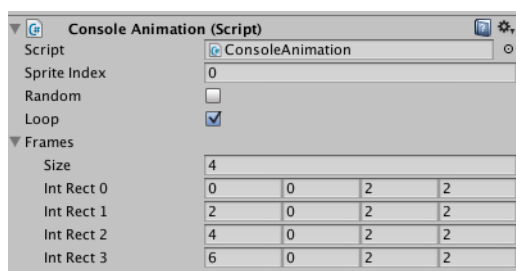 Console Animation (Script)
Script ConsoleAnimation
Sprite Index 0
Random
Loop
Frames
Size 4
Int Rect 0 0 0 2 2
Int Rect 1 2 0 2 2
Int Rect 2 4 0 2 2
Int Rect 3 6 0 2 2